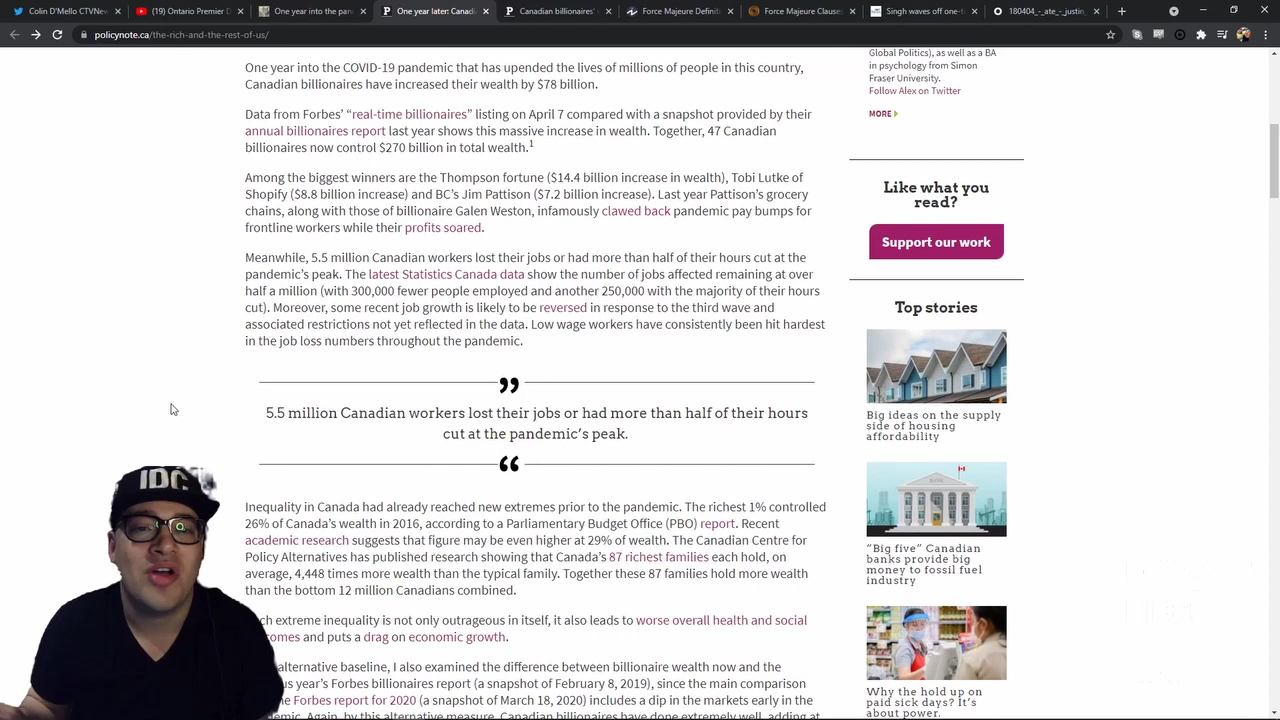 Colin D'Mello CTVNew
(19) Ontario Premier D
One year into the pan
One year later: Canadi
Canadian billionaires'
Force Majeure Definiti
Force Majeure Clauses
Singh waves off one-t
180404_-_ate_-_justin_
policynote.ca/the-rich-and-the-rest-of-us/
One year into the COVID-19 pandemic that has upended the lives of millions of people in this country,
Canadian billionaires have increased their wealth by $78 billion.
Data from Forbes' “real-time billionaires” listing on April 7 compared with a snapshot provided by their
annual billionaires report last year shows this massive increase in wealth. Together, 47 Canadian
billionaires now control $270 billion in total wealth.1
Among the biggest winners are the Thompson fortune ($14.4 billion increase in wealth), Tobi Lutke of
Shopify ($8.8 billion increase) and BC's Jim Pattison ($7.2 billion increase). Last year Pattison's grocery
chains, along with those of billionaire Galen Weston, infamously clawed back pandemic pay bumps for
frontline workers while their profits soared.
Meanwhile, 5.5 million Canadian workers lost their jobs or had more than half of their hours cut at the
pandemic's peak. The latest Statistics Canada data show the number of jobs affected remaining at over
half a million (with 300,000 fewer people employed and another 250,000 with the majority of their hours
cut). Moreover, some recent job growth is likely to be reversed in response to the third wave and
associated restrictions not yet reflected in the data. Low wage workers have consistently been hit hardest
in the job loss numbers throughout the pandemic.
”
5.5 million Canadian workers lost their jobs or had more than half of their hours
cut at the pandemic's peak.
“
Inequality in Canada had already reached new extremes prior to the pandemic. The richest 1% controlled
26% of Canada's wealth in 2016, according to a Parliamentary Budget Office (PBO) report. Recent
academic research suggests that figure may be even higher at 29% of wealth. The Canadian Centre for
Policy Alternatives has published research showing that Canada's 87 richest families each hold, on
average, 4,448 times more wealth than the typical family. Together these 87 families hold more wealth
than the bottom 12 million Canadians combined.
ch extreme inequality is not only outrageous in itself, it also leads to worse overall health and social
omes and puts a drag on economic growth.
alternative baseline, I also examined the difference between billionaire wealth now and the
us year's Forbes billionaires report (a snapshot of February 8, 2019), since the main comparison
ne Forbes report for 2020 (a snapshot of March 18, 2020) includes a dip in the markets early in the
demic. Again, by this alternative measure, Canadian billionaires have done extremely well, adding at
IDC
Global Politics), as well as a BA
in psychology from Simon
Fraser University.
Follow Alex on Twitter
MORE
Like what you
read?
Support our work
Top stories
Big ideas on the supply
side of housing
affordability
“Big five” Canadian
banks provide big
money to fossil fuel
industry
Why the hold up on
paid sick days? It's
about power.